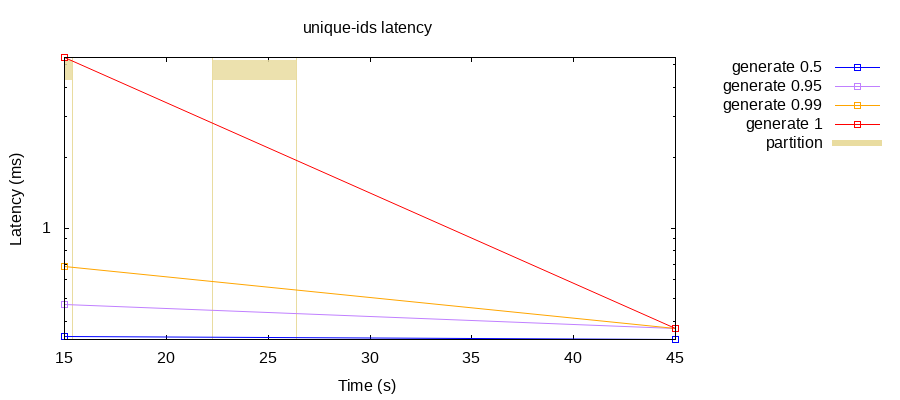 unique-ids latency
generate 0.5
generate 0.95
generate 0.99
generate 1
partition
Latency (ms)
1
15 20 25 30 35 40 45
Time (s)